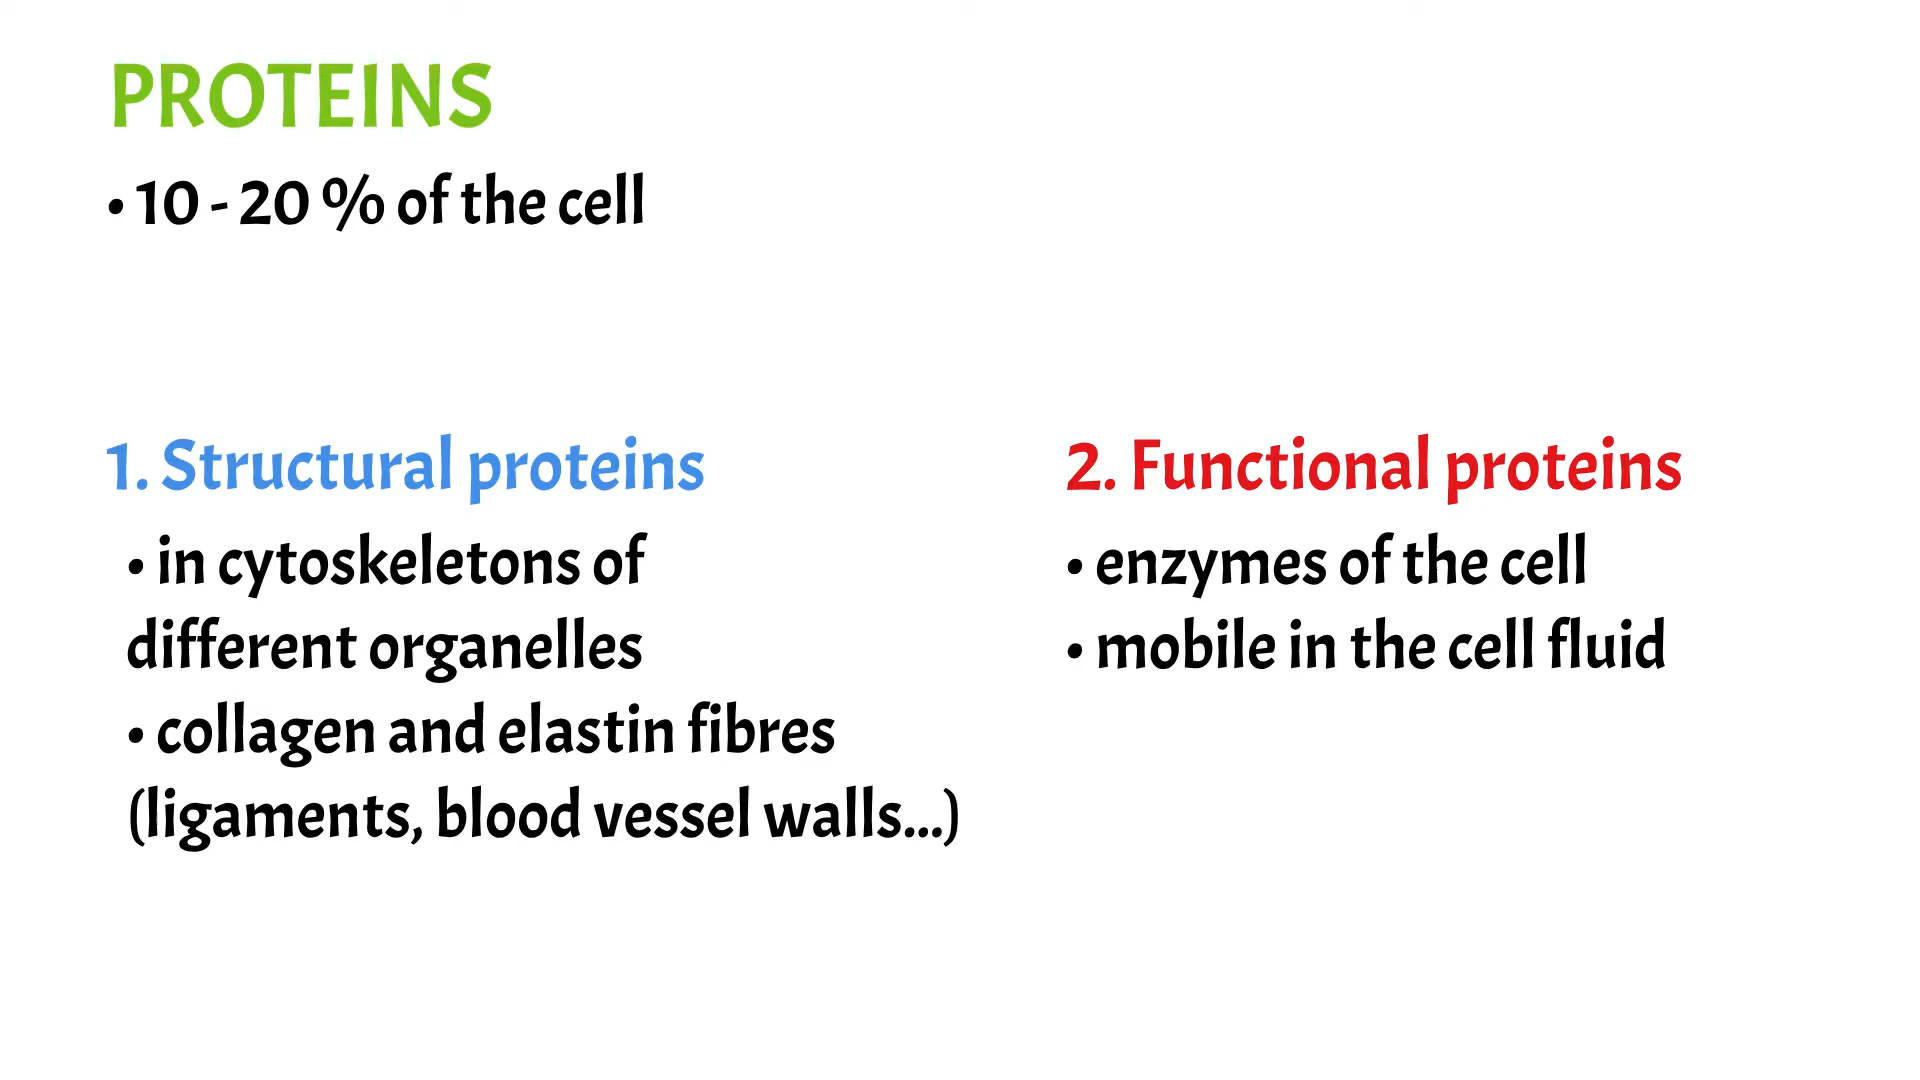 PROTEINS
• 10 - 20 % of the cell
1. Structural proteins
• in cytoskeletons of
different organelles
• collagen and elastin fibres
(ligaments, blood vessel walls...)
2. Functional proteins
• enzymes of the cell
• mobile in the cell fluid